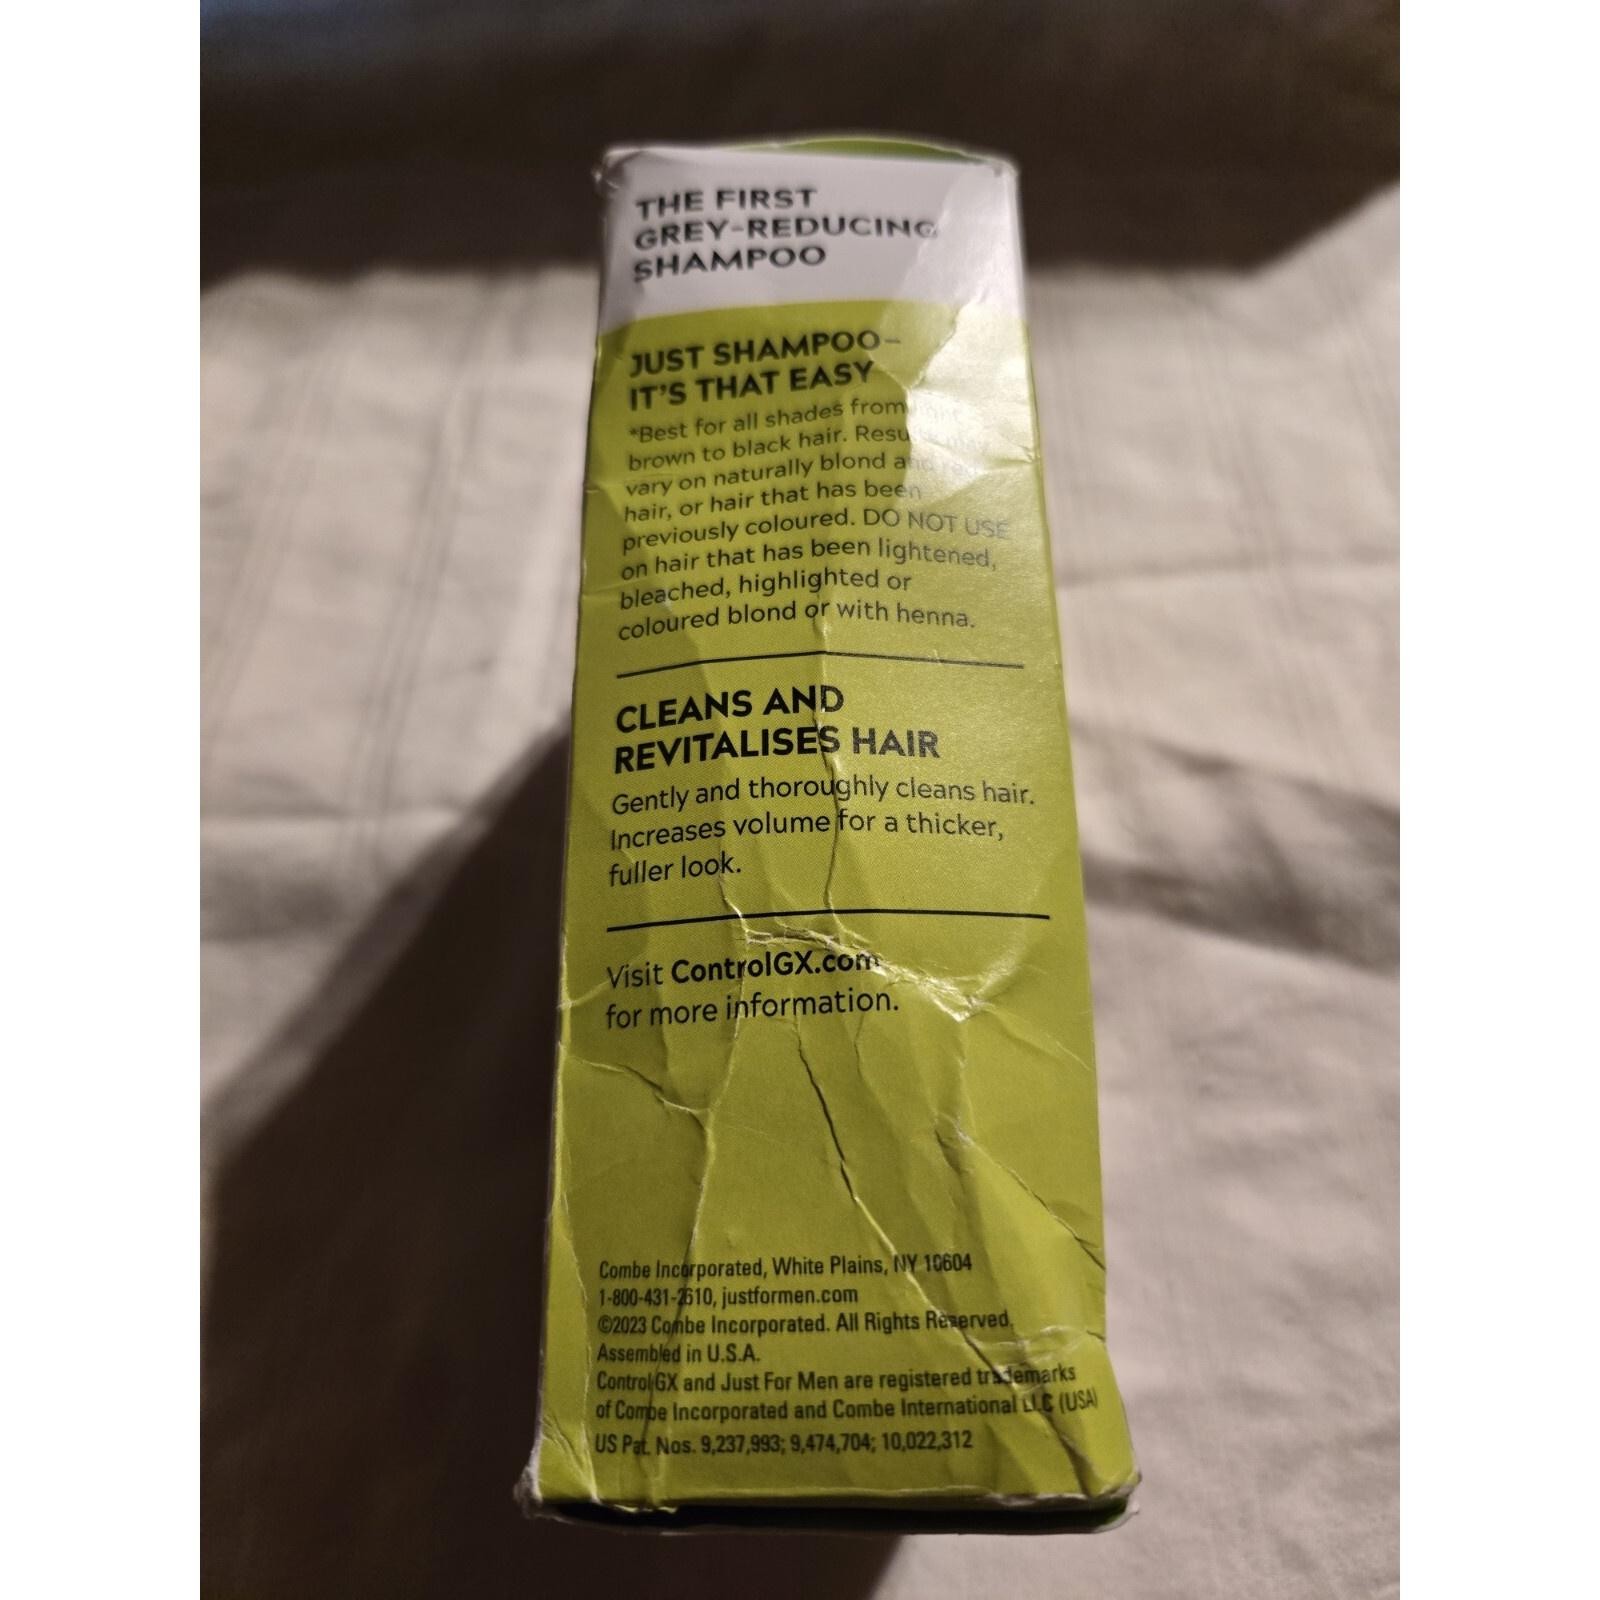 THE FIRST
GREY-REDUCING
SHAMPOO
JUST SHAMPOO–
IT'S THAT EASY
*Best for all shades from light
brown to black hair. Results may
vary on naturally blond and red
hair, or hair that has been
previously coloured. DO NOT USE
on hair that has been lightened,
bleached, highlighted or
coloured blond or with henna.
CLEANS AND
REVITALISES HAIR
Gently and thoroughly cleans hair.
Increases volume for a thicker,
fuller look.
Visit ControlGX.com
for more information.
Combe Incorporated, White Plains, NY 10604
1-800-431-2610, justformen.com
©2023 Combe Incorporated. All Rights Reserved.
Assembled in U.S.A.
Control GX and Just For Men are registered trademarks
of Combe Incorporated and Combe International LLC (USA)
US Pat. Nos. 9,237,993; 9,474,704; 10,022,312